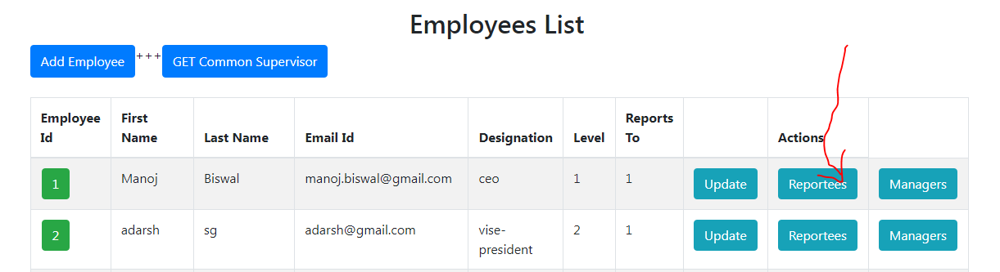 Employees List
Add Employee +++ GET Common Supervisor
Employee Id First Name Last Name Email Id Designation Level Reports To Actions
1 Manoj Biswal manoj.biswal@gmail.com ceo 1 1 Update Reportees Managers
2 adarsh sg adarsh@gmail.com vise-president 2 1 Update Reportees Managers